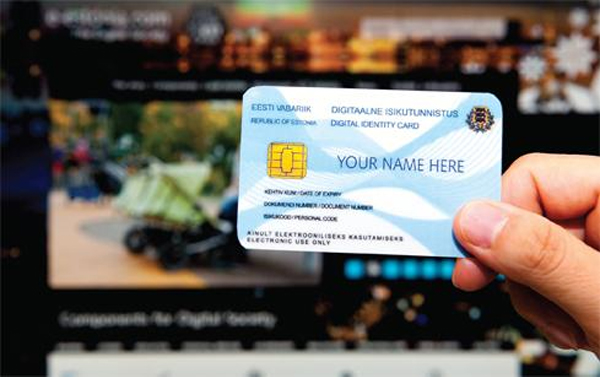 EESTI VABARIIK DIGITAALNE ISIKUTUNNISTUS
REPUBLIC OF ESTONIA DIGITAL IDENTITY CARD
YOUR NAME HERE
KEHTIV KUNI / DATE OF EXPIRY
DOKUMENDI NUMBER / DOCUMENT NUMBER
ISIKUKOOD / PERSONAL CODE
AINULT ELEKTROONILISEKS KASUTAMISEKS
ELECTRONIC USE ONLY
Components for Digital Society